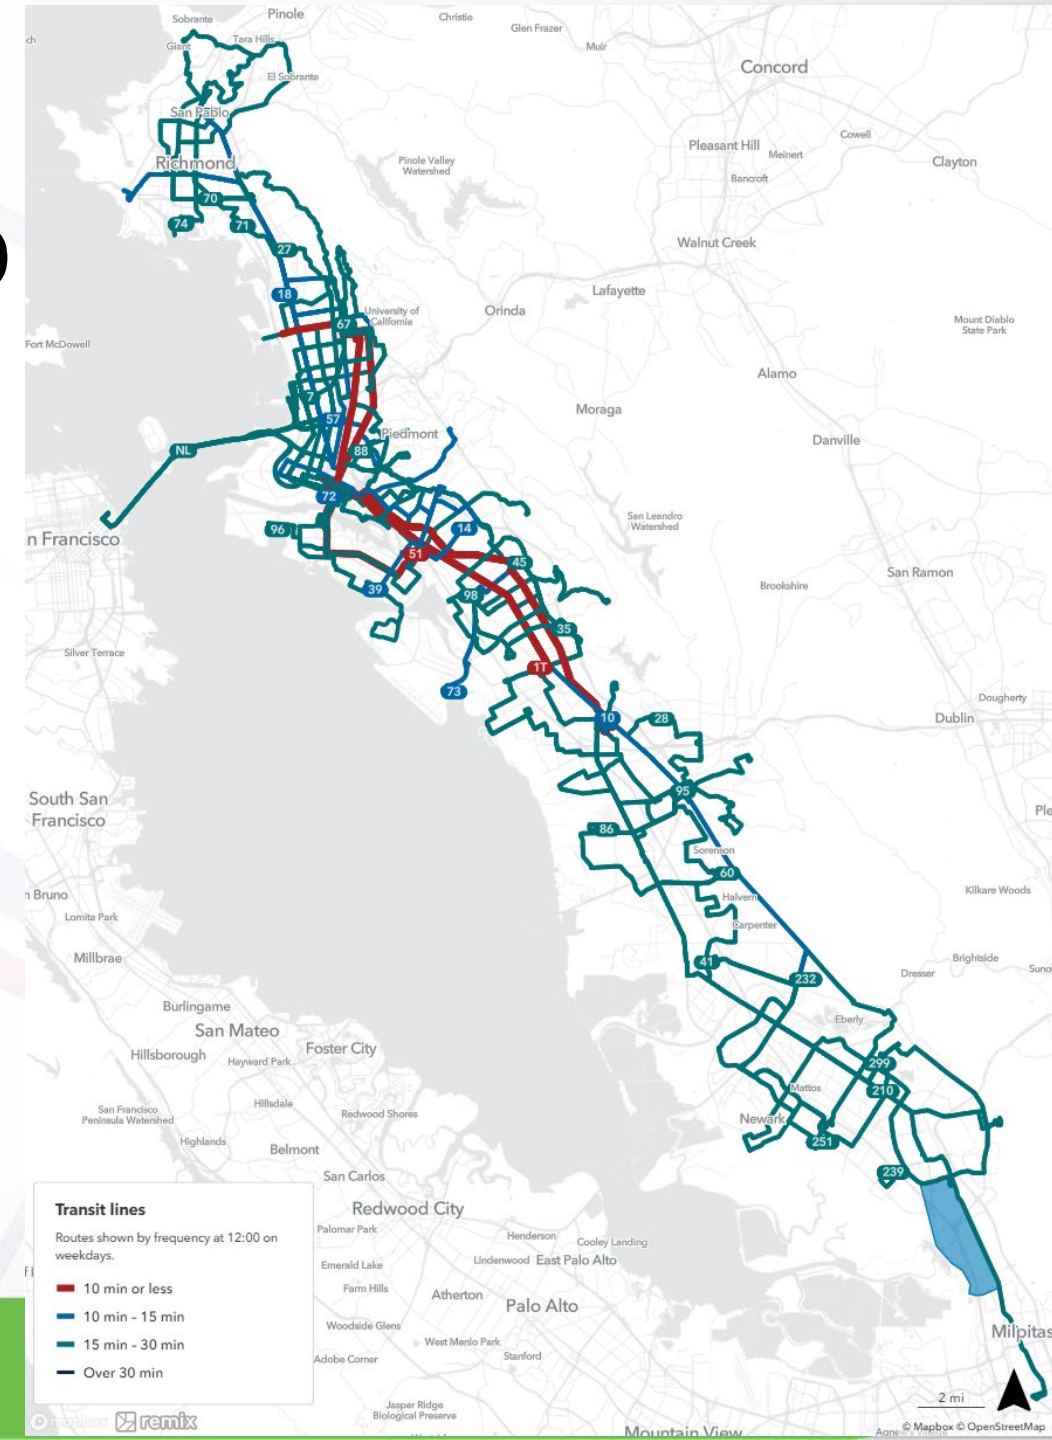 Sobrante
Pinole
Christie
Glen Frazer
Giant
Tara Hills
Muir
Concord
El Sobrante
San Pablo
Cowell
Pleasant Hill
Meinert
Clayton
Richmond
Pinole Valley
Watershed
Bancroft
70
74
71
Walnut Creek
27
18
Lafayette
Orinda
University of
California
67
Mount Diablo
State Park
Fort McDowell
Alamo
7
Moraga
57
Piedmont
Danville
NL
88
72
96
14
San Leandro
Watershed
n Francisco
51
45
San Ramon
39
98
Brookshire
35
Silver Terrace
1T
73
Dougherty
10
28
Dublin
95
South San
Francisco
Ple
86
Sorenson
60
n Bruno
Halvern
Kilkare Woods
Lomita Park
Carpenter
Millbrae
41
Brightside
Suno
232
Dresser
Burlingame
Eberly
San Mateo
Foster City
Hillsborough
Hayward Park
299
Mattos
210
Hillsdale
San Francisco
Peninsula Watershed
Redwood Shores
Newark
Highlands
251
Belmont
239
San Carlos
Transit lines
Routes shown by frequency at 12:00 on
weekdays.
10 min or less
10 min - 15 min
15 min - 30 min
Over 30 min
Redwood City
Palomar Park
Henderson
Cooley Landing
Lindenwood
East Palo Alto
Emerald Lake
Farm Hills
Atherton
Palo Alto
Woodside Glens
West Menlo Park
Milpitas
Amador Corner
Stanford
2 mi
Jasper Ridge
Biological Preserve
mapbox
remix
© Mapbox © OpenStreetMap
Mountain View